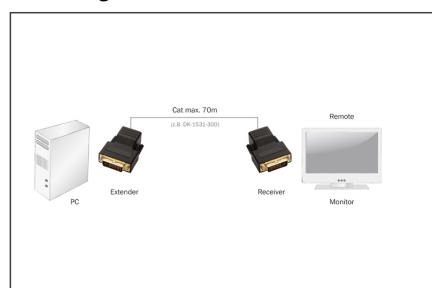 Cat max. 70m
(z.B. DK-1531-300)
Remote
Extender
Receiver
PC
Monitor